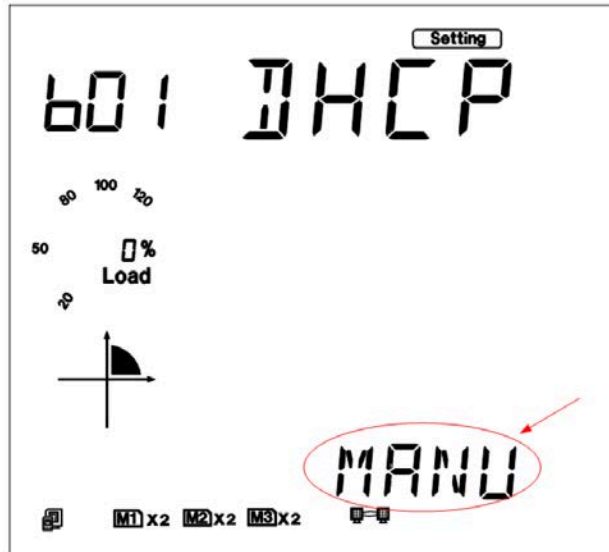 Setting
b01 DHCP
80 100 120
50 0%
Load
20
MANU
M1 X2 M2 X2 M3 X2